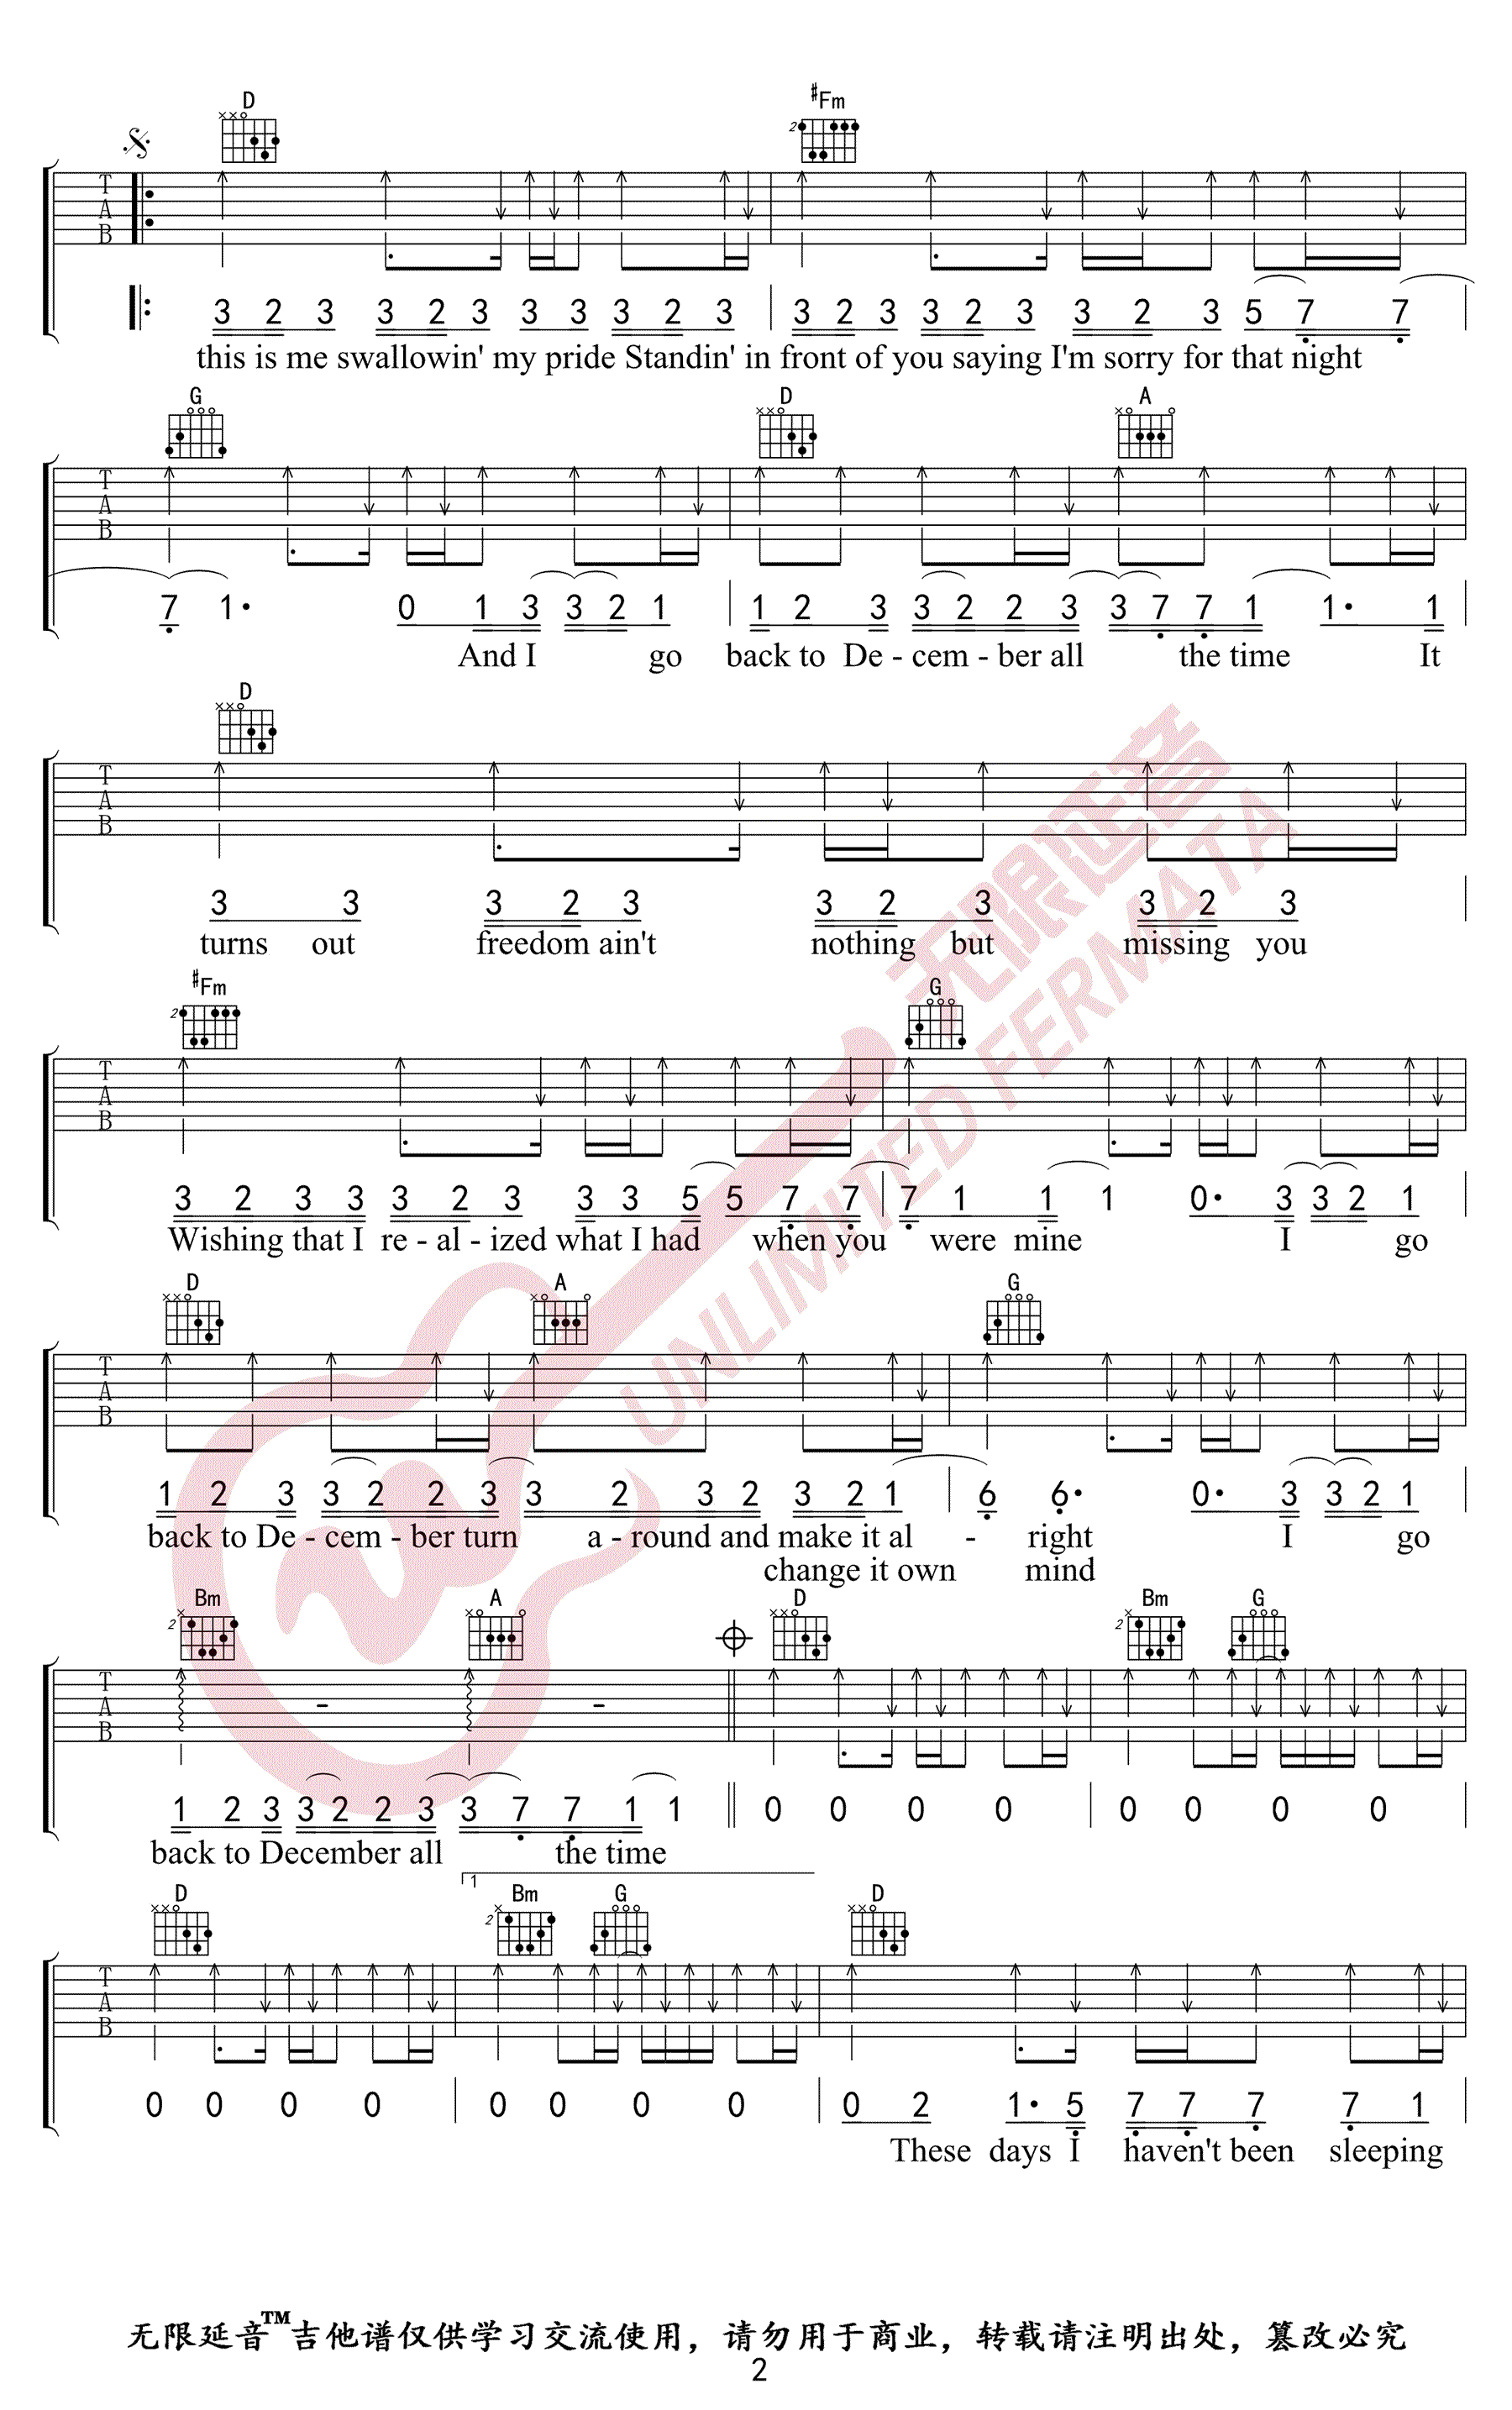 D #Fm
2
T A B
3 2 3 3 2 3 3 3 3 2 3 3 2 3 3 2 3 3 2 3 5 7 7
this is me swallowin' my pride Standin' in front of you saying I'm sorry for that night
G D A
T A B
7 1· 0 1 3 3 2 1 1 2 3 3 2 2 3 3 7 7 1 1· 1
And I go back to De - cem - ber all the time It
D
T A B
3 3 3 2 3 3 2 3 3 2 3
turns out freedom ain't nothing but missing you
#Fm G
2
T A B
3 2 3 3 3 2 3 3 3 5 5 7 7 7 1 1 1 0· 3 3 2 1
Wishing that I re - al - ized what I had when you were mine I go
D A G
T A B
1 2 3 3 2 2 3 3 2 3 2 3 2 1 6 6· 0· 3 3 2 1
back to De - cem - ber turn a - round and make it al - right I go
change it own mind
Bm A D Bm G
2 2
T A B
1 2 3 3 2 2 3 3 7 7 1 1 0 0 0 0 0 0 0 0
back to December all the time
1
D Bm G D
2
T A B
0 0 0 0 0 0 0 0 0 2 1· 5 7 7 7 7 1
These days I haven't been sleeping
无限延音
UNLIMITED FERMATA
无限延音™吉他谱仅供学习交流使用，请勿用于商业，转载请注明出处，篡改必究
2